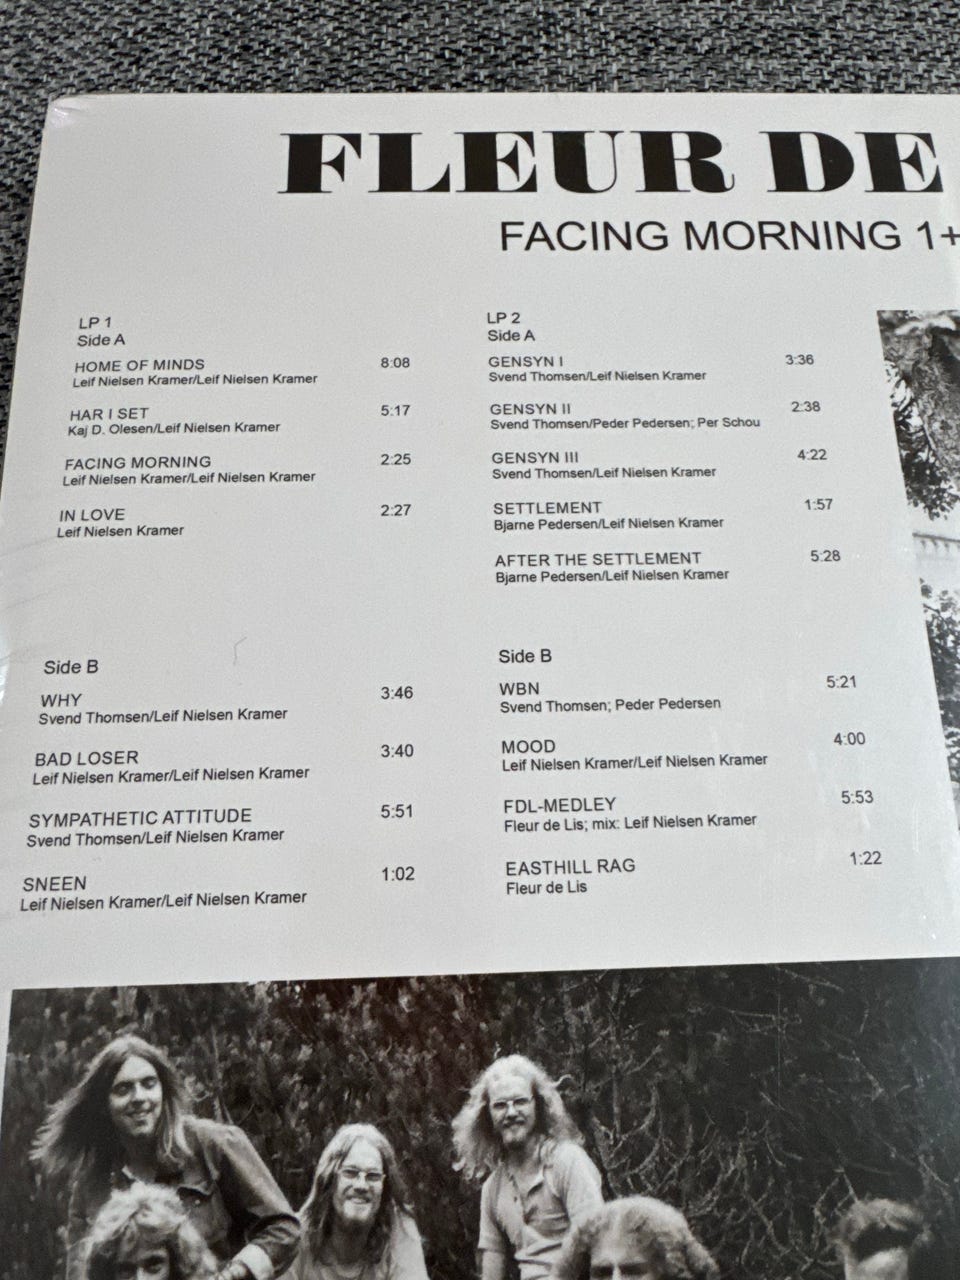 FLEUR DE
FACING MORNING 1+
LP 1
Side A
HOME OF MINDS 8:08
Leif Nielsen Kramer/Leif Nielsen Kramer
HAR I SET 5:17
Kaj D. Olesen/Leif Nielsen Kramer
FACING MORNING 2:25
Leif Nielsen Kramer/Leif Nielsen Kramer
IN LOVE 2:27
Leif Nielsen Kramer
Side B
WHY 3:46
Svend Thomsen/Leif Nielsen Kramer
BAD LOSER 3:40
Leif Nielsen Kramer/Leif Nielsen Kramer
SYMPATHETIC ATTITUDE 5:51
Svend Thomsen/Leif Nielsen Kramer
SNEEN 1:02
Leif Nielsen Kramer/Leif Nielsen Kramer
LP 2
Side A
GENSYN I 3:36
Svend Thomsen/Leif Nielsen Kramer
GENSYN II 2:38
Svend Thomsen/Peder Pedersen; Per Schou
GENSYN III 4:22
Svend Thomsen/Leif Nielsen Kramer
SETTLEMENT 1:57
Bjarne Pedersen/Leif Nielsen Kramer
AFTER THE SETTLEMENT 5:28
Bjarne Pedersen/Leif Nielsen Kramer
Side B
WBN 5:21
Svend Thomsen; Peder Pedersen
MOOD 4:00
Leif Nielsen Kramer/Leif Nielsen Kramer
FDL-MEDLEY 5:53
Fleur de Lis; mix: Leif Nielsen Kramer
EASTHILL RAG 1:22
Fleur de Lis